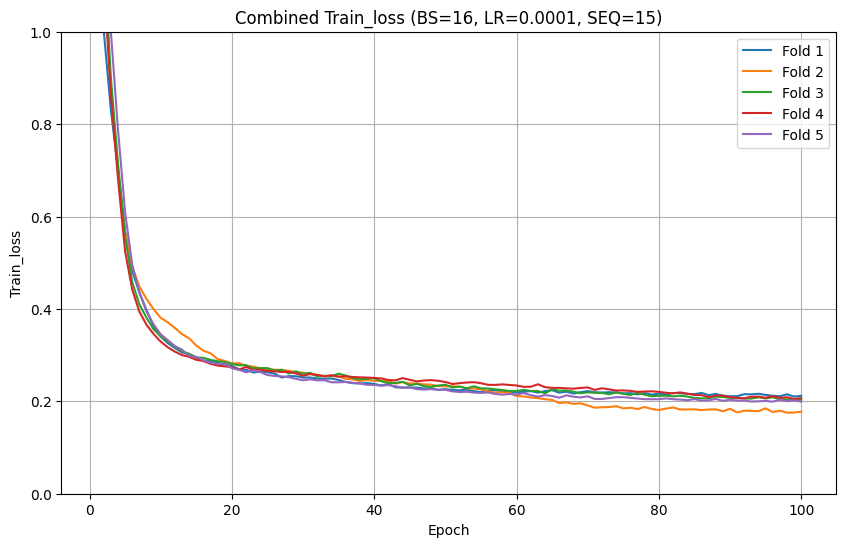 Combined Train_loss (BS=16, LR=0.0001, SEQ=15)
Fold 1
Fold 2
Fold 3
Fold 4
Fold 5
Train_loss
1.0
0.8
0.6
0.4
0.2
0.0
0 20 40 60 80 100
Epoch